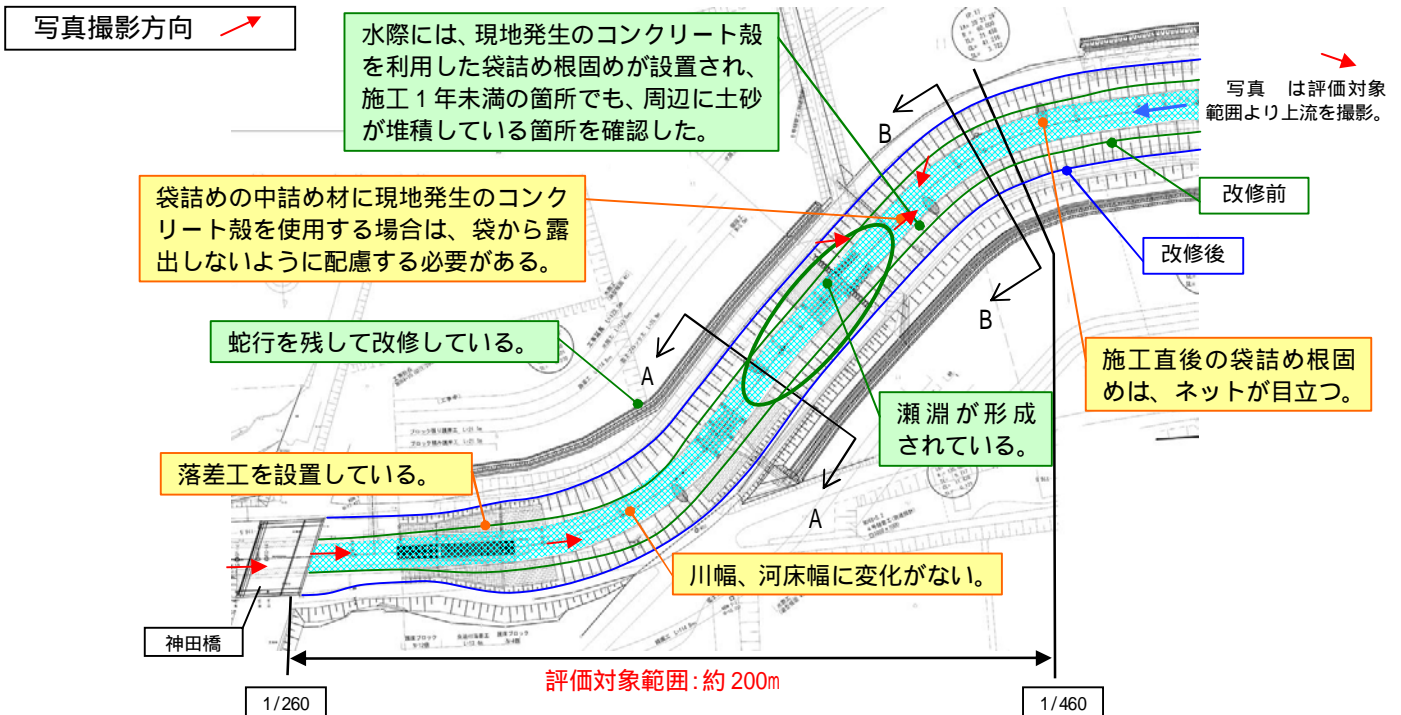 写真撮影方向
水際には、現地発生のコンクリート殻
を利用した袋詰め根固めが設置され、
施工1年未満の箇所でも、周辺に土砂
が堆積している箇所を確認した。
写真　は評価対象
範囲より上流を撮影。
B
改修前
袋詰めの中詰め材に現地発生のコンク
リート殻を使用する場合は、袋から露
出しないように配慮する必要がある。
改修後
B
蛇行を残して改修している。
A
施工直後の袋詰め根固
めは、ネットが目立つ。
瀬淵が形成
されている。
落差工を設置している。
A
川幅、河床幅に変化がない。
神田橋
評価対象範囲:約200m
1/260
1/460